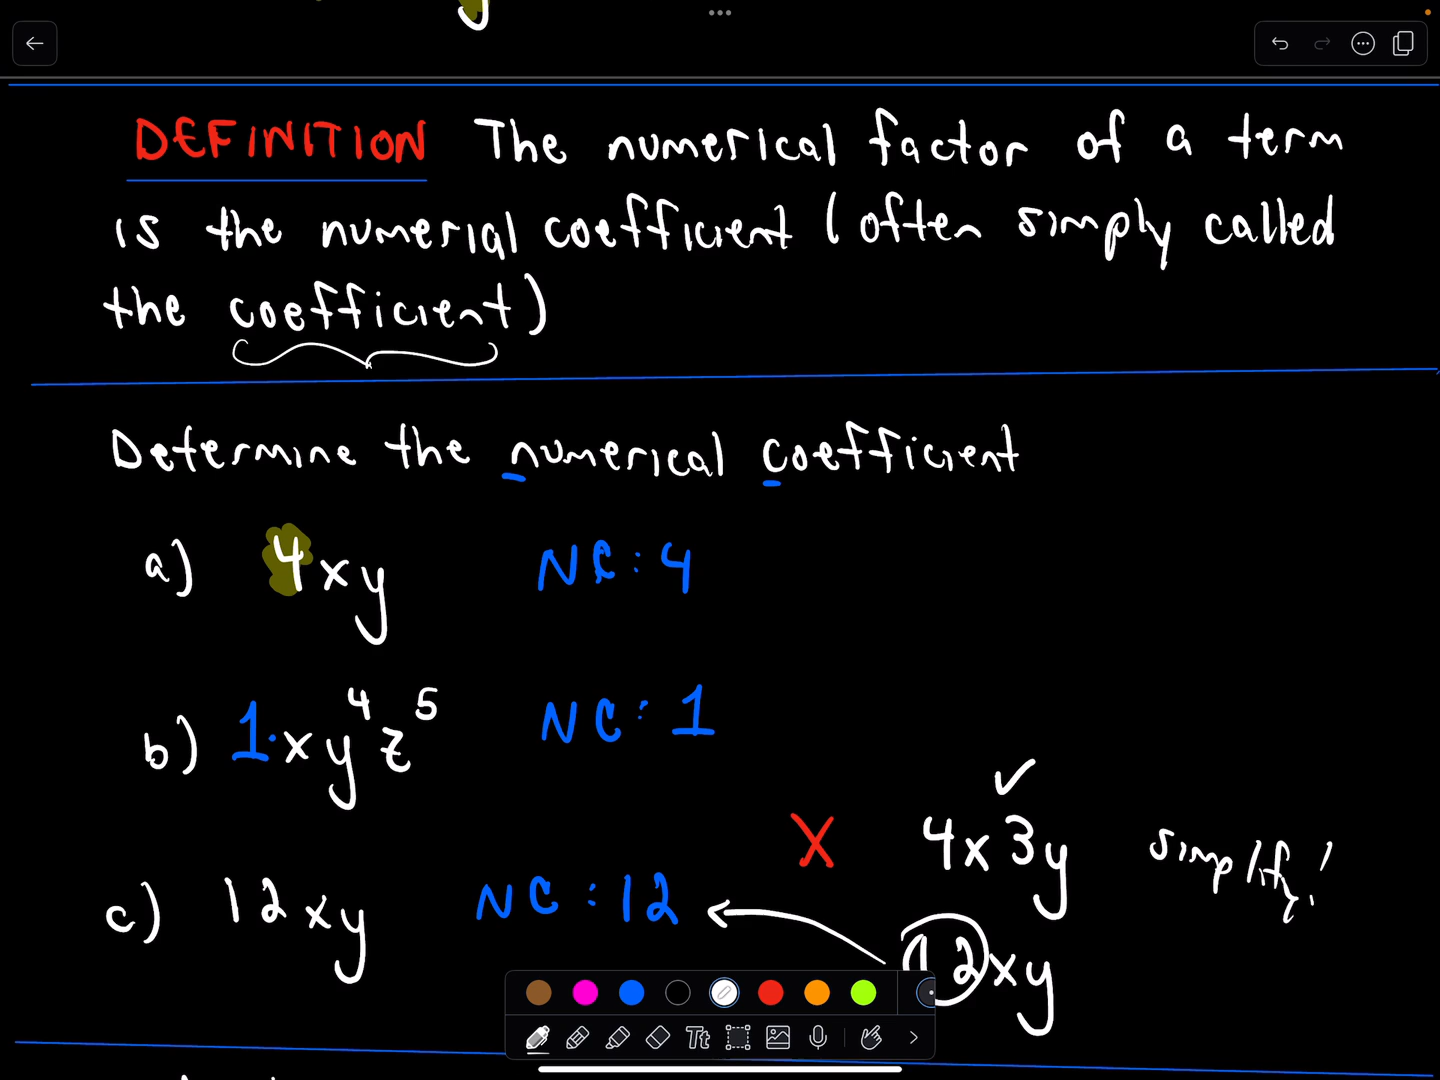 DEFINITION The numerical factor of a term
is the numerial coefficient (often simply called
the coefficient)
Determine the numerical coefficient
a) 4xy NC: 4
b) 1·xy⁴z⁵ NC: 1
X 4x3y simplify!
c) 12xy NC: 12
12xy
Tt